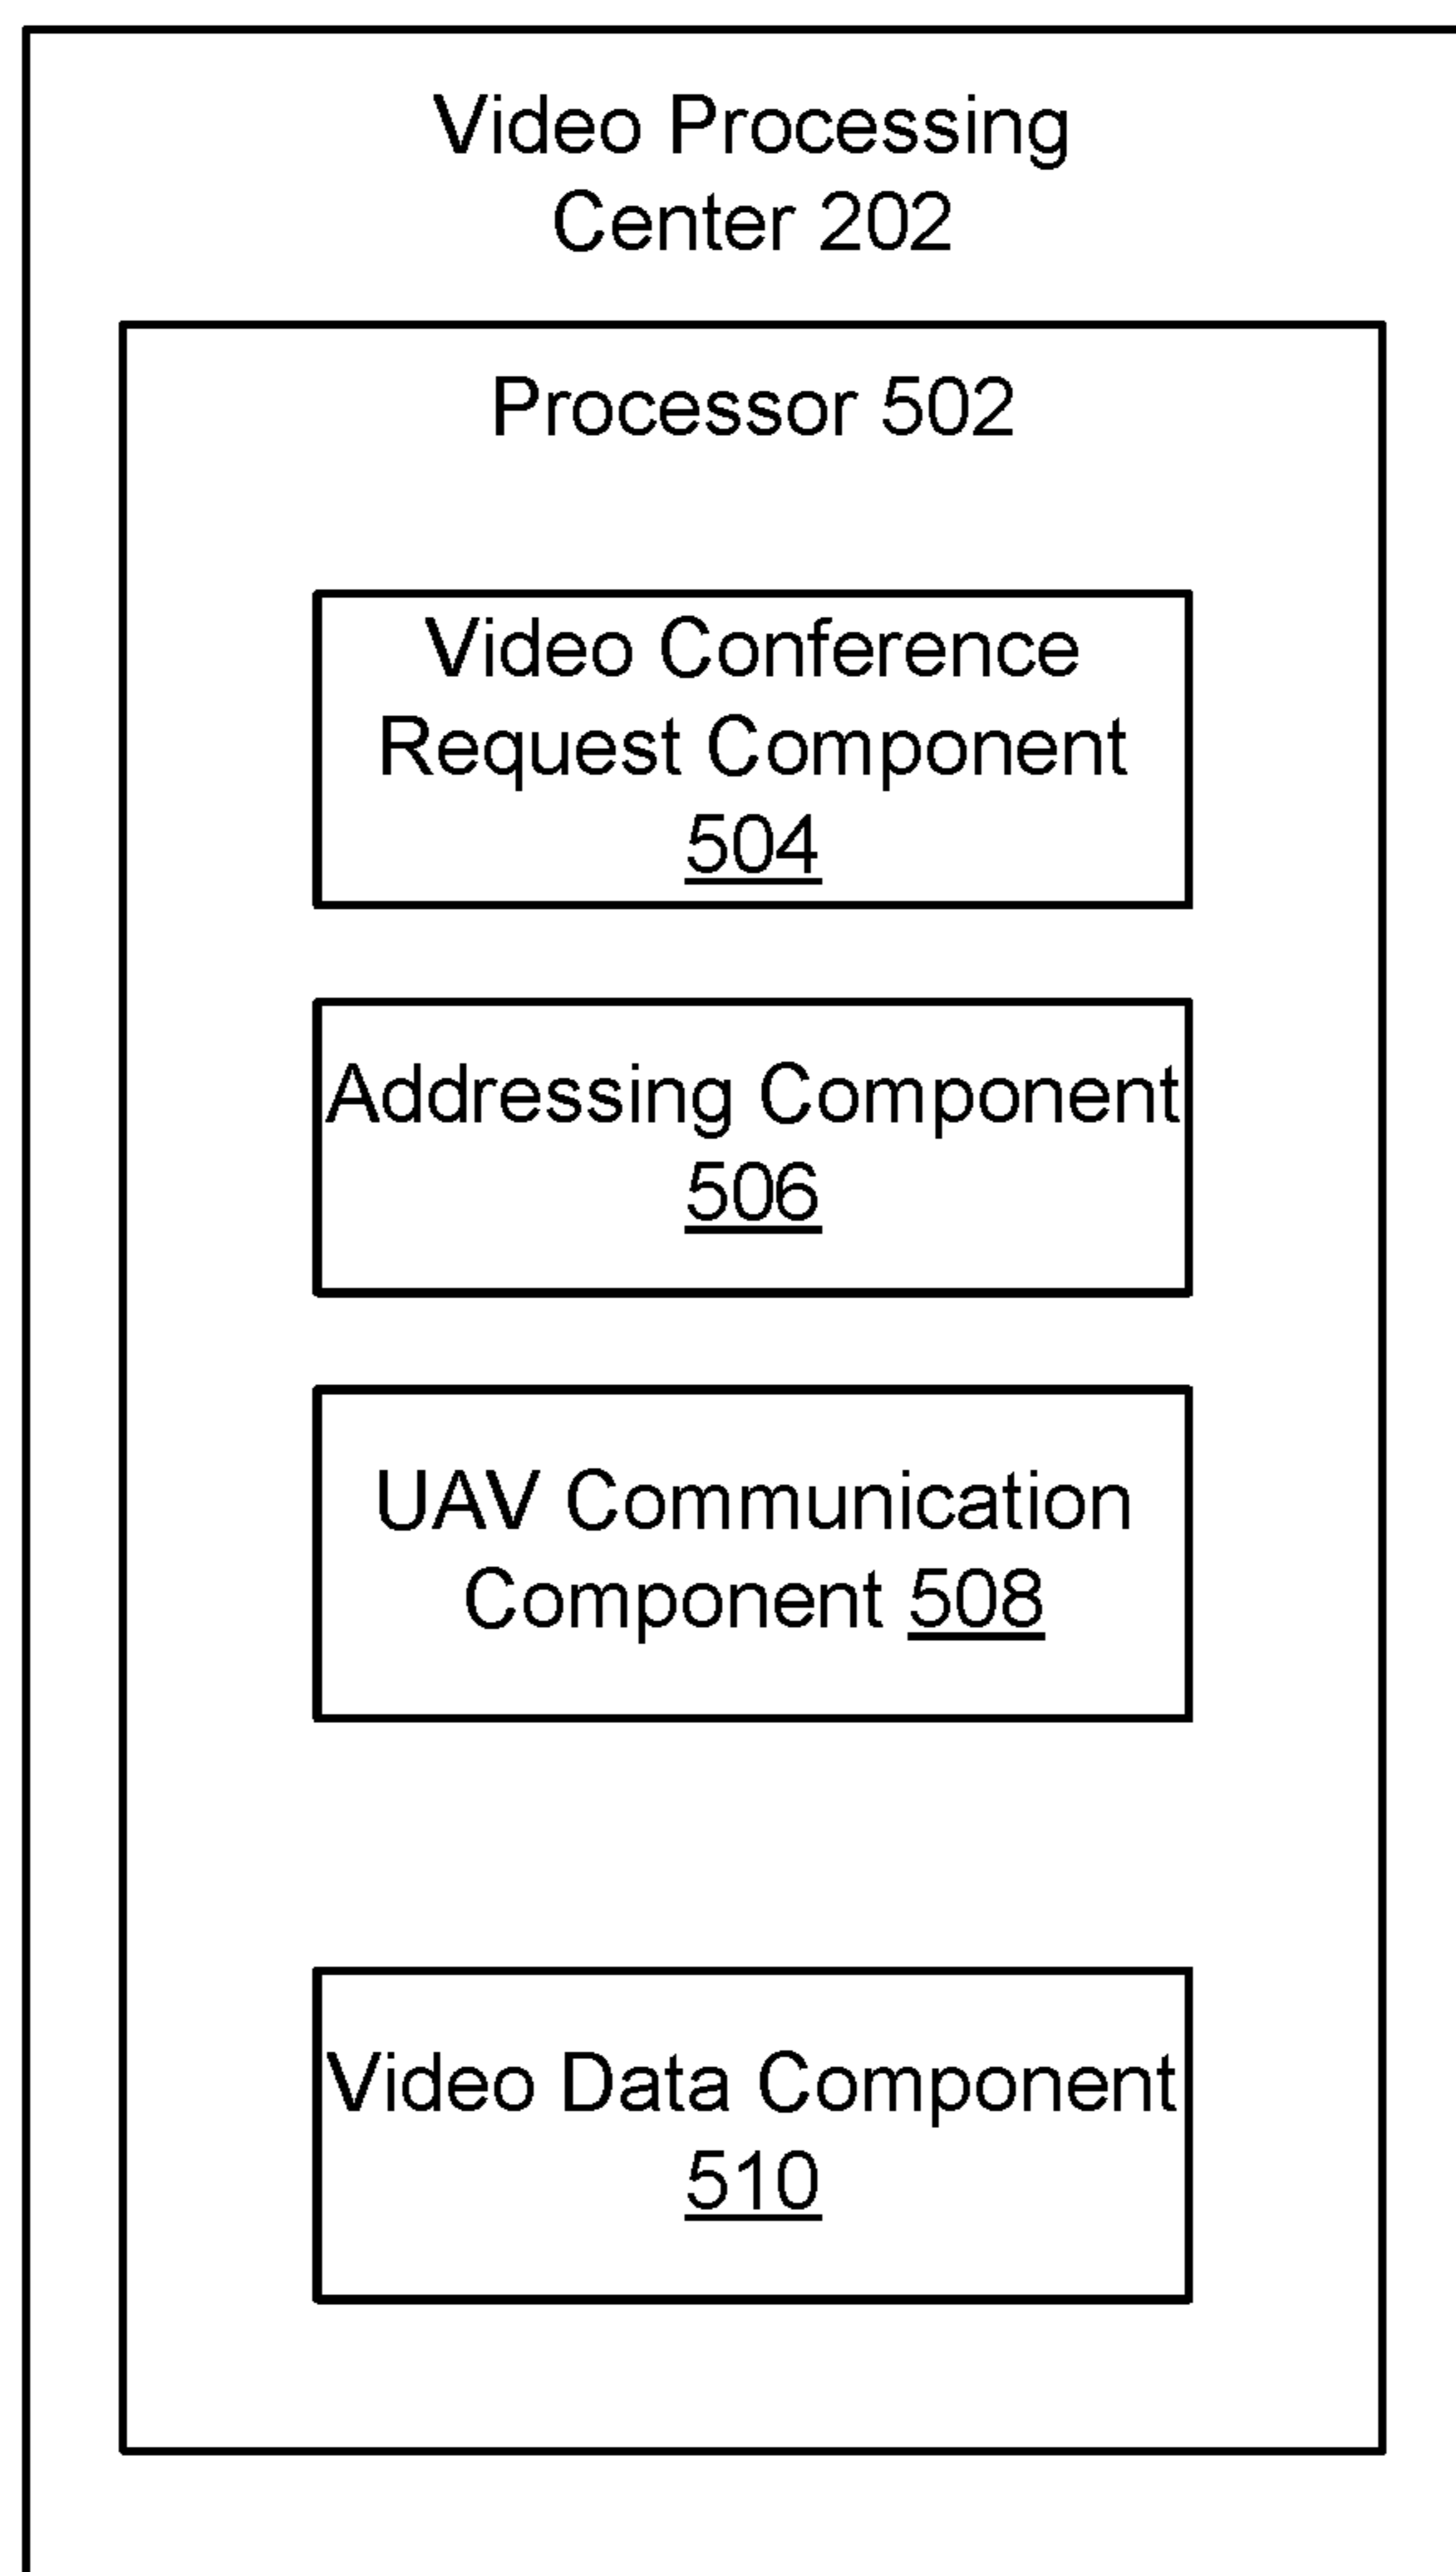 Video Processing
Center 202
Processor 502
Video Conference
Request Component
504
Addressing Component
506
UAV Communication
Component 508
Video Data Component
510